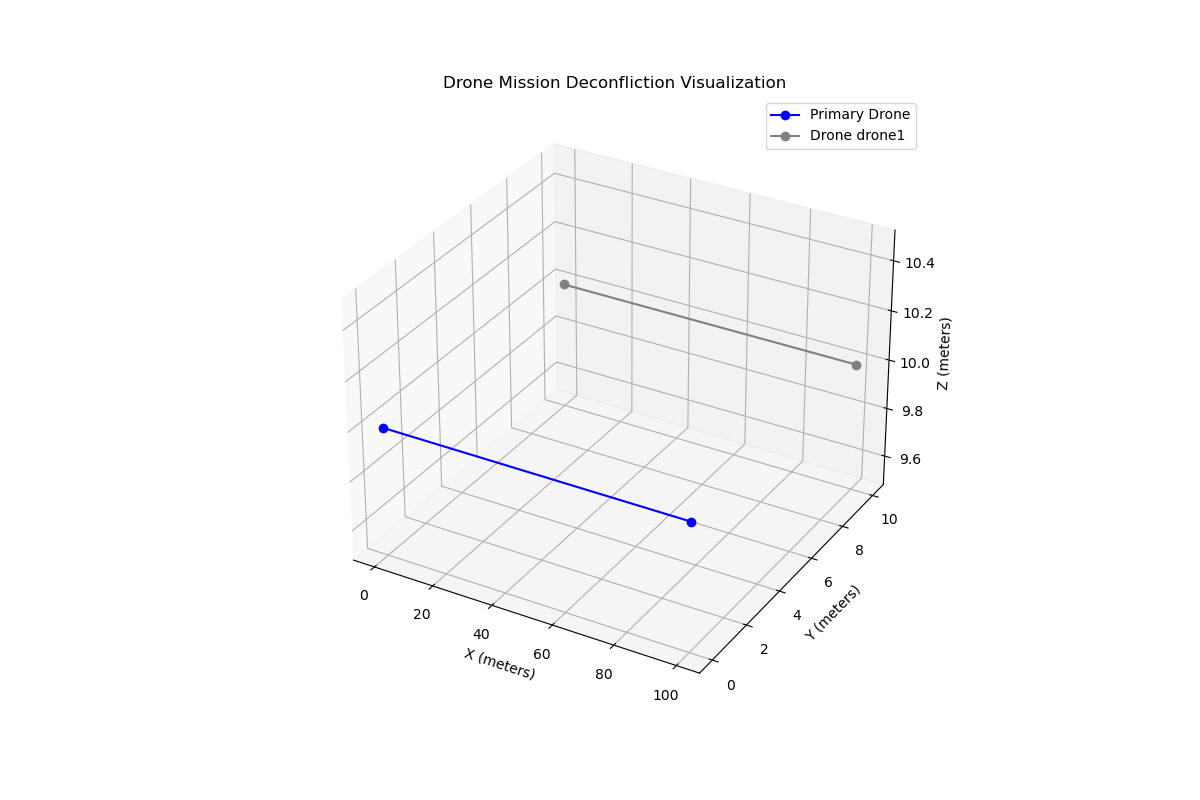 Drone Mission Deconfliction Visualization
Primary Drone
Drone drone1
10.4
10.2
10.0
9.8
9.6
Z (meters)
10
8
6
4
2
0
Y (meters)
0
20
40
60
80
100
X (meters)